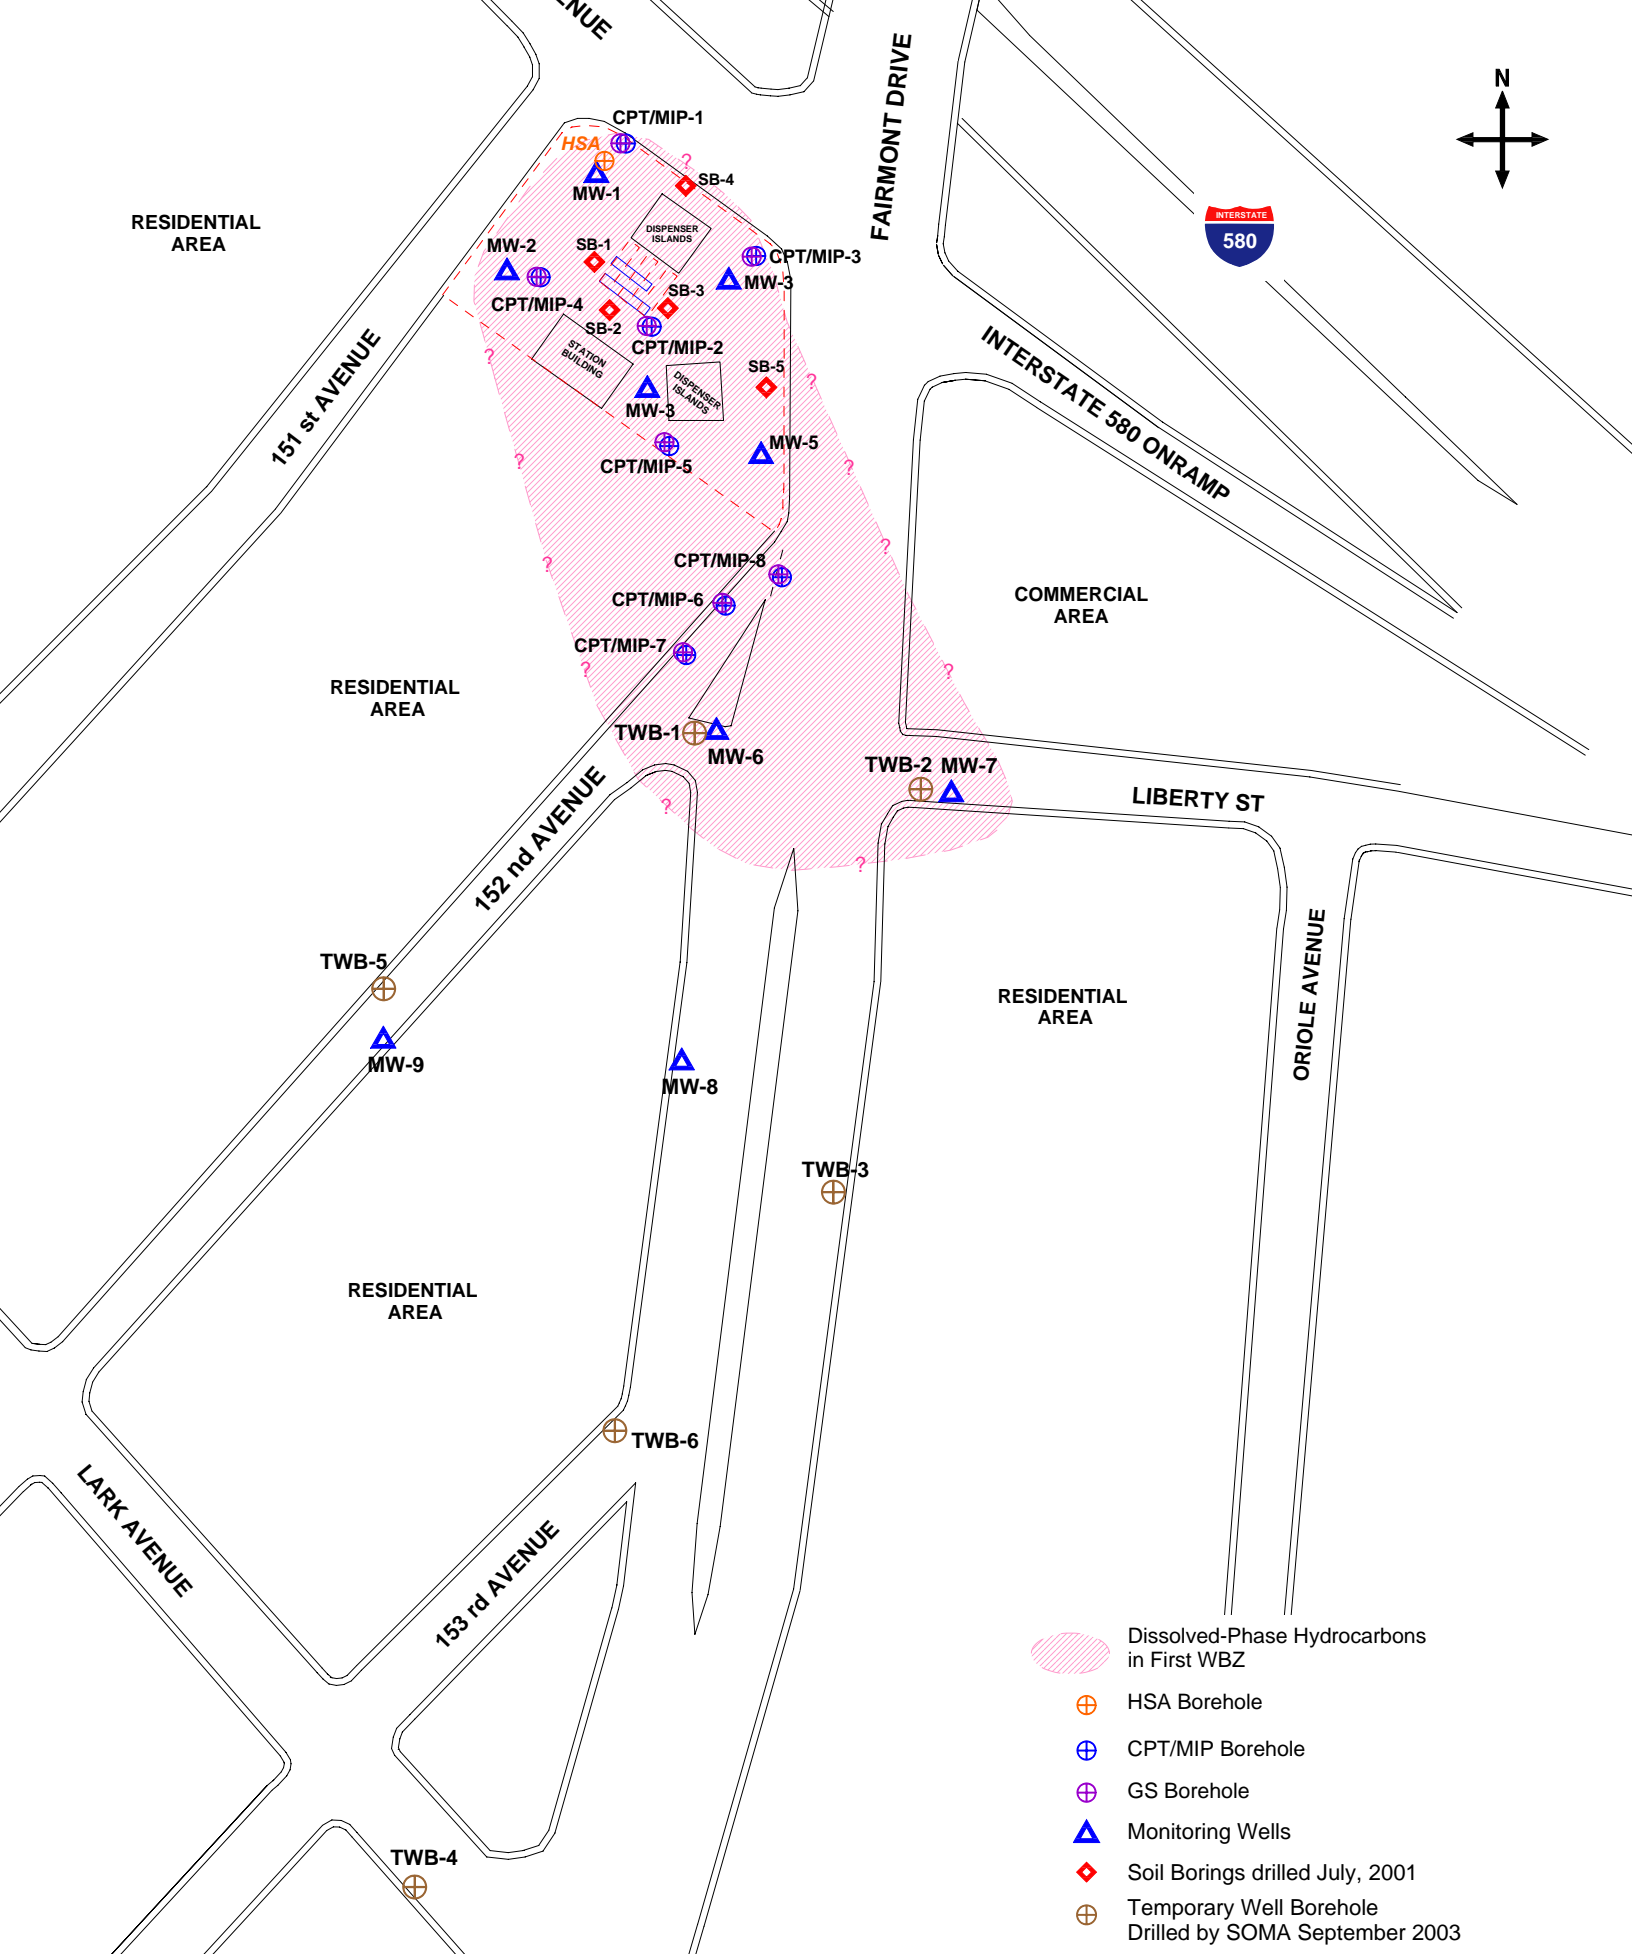 ENUE
FAIRMONT DRIVE
N
CPT/MIP-1
HSA
MW-1
?
SB-4
RESIDENTIAL
AREA
INTERSTATE
580
DISPENSER
ISLANDS
MW-2
SB-1
CPT/MIP-3
MW-3
CPT/MIP-4
SB-3
SB-2
CPT/MIP-2
STATION
BUILDING
?
151 st AVENUE
INTERSTATE 580 ONRAMP
SB-5
?
DISPENSER
ISLANDS
MW-3
MW-5
CPT/MIP-5
?
?
?
CPT/MIP-8
?
CPT/MIP-6
COMMERCIAL
AREA
CPT/MIP-7
?
?
RESIDENTIAL
AREA
TWB-1
MW-6
TWB-2
MW-7
LIBERTY ST
?
152 nd AVENUE
?
TWB-5
RESIDENTIAL
AREA
ORIOLE AVENUE
MW-9
MW-8
TWB-3
RESIDENTIAL
AREA
TWB-6
LARK AVENUE
153 rd AVENUE
TWB-4
Dissolved-Phase Hydrocarbons
in First WBZ
HSA Borehole
CPT/MIP Borehole
GS Borehole
Monitoring Wells
Soil Borings drilled July, 2001
Temporary Well Borehole
Drilled by SOMA September 2003